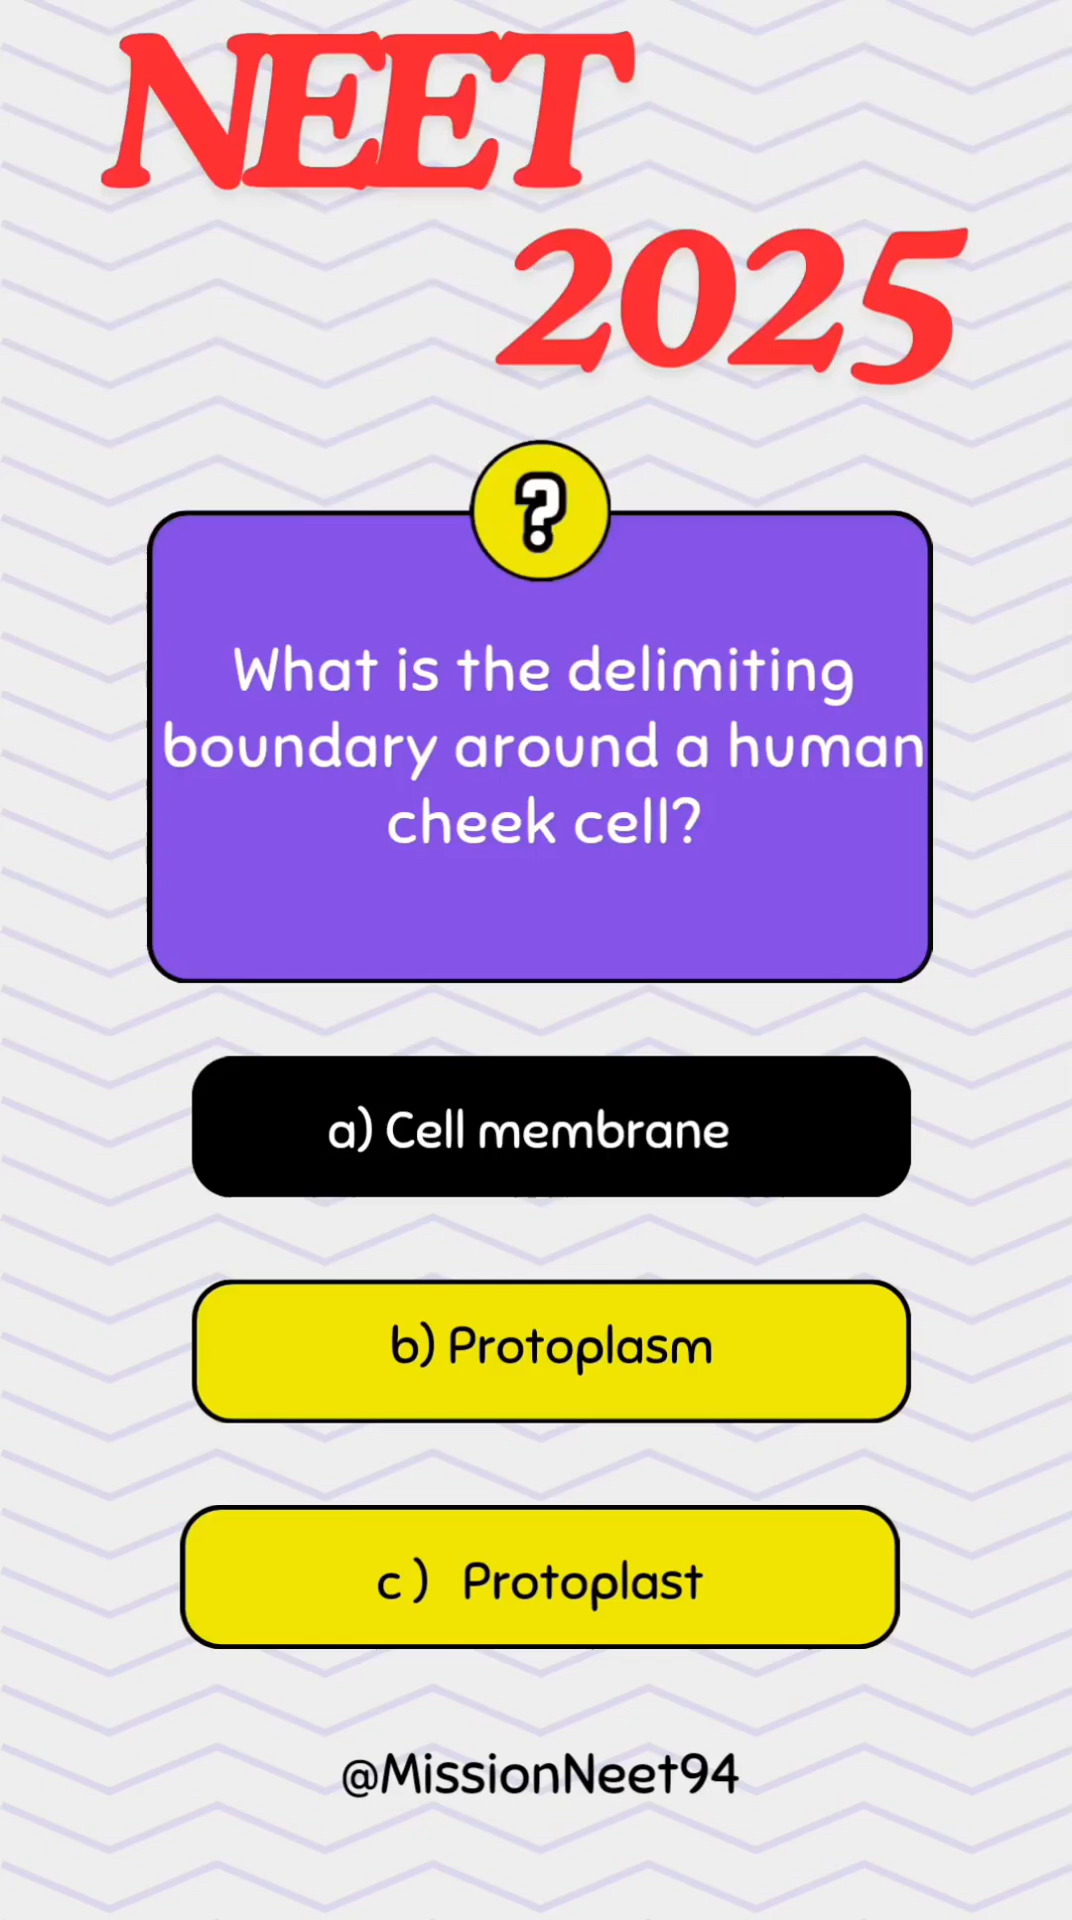 NEET
2025
?
What is the delimiting
boundary around a human
cheek cell?
a) Cell membrane
b) Protoplasm
c) Protoplast
@MissionNeet94